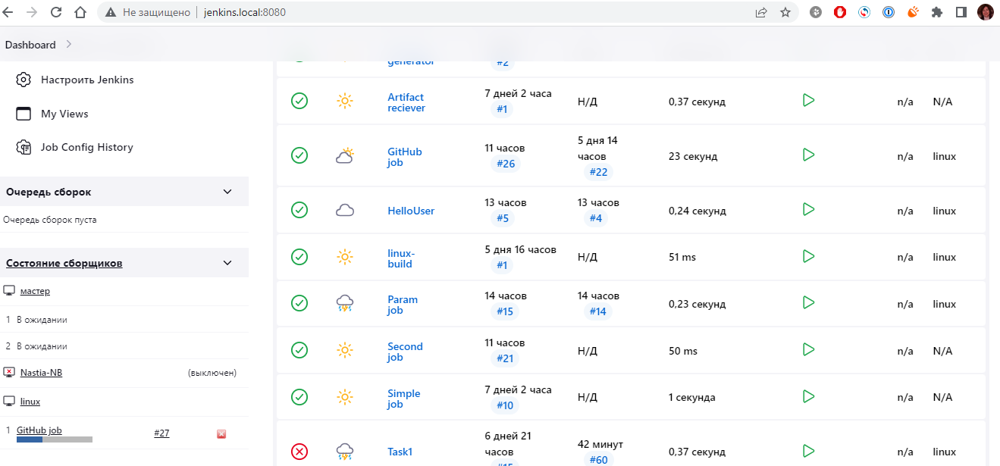 Не защищено
jenkins.local:8080
Dashboard
Настроить Jenkins
My Views
Job Config History
Очередь сборок
Очередь сборок пуста
Состояние сборщиков
мастер
1 В ожидании
2 В ожидании
Nastia-NB (выключен)
linux
1 GitHub job #27
generator #2
Artifact
reciever
7 дней 2 часа
#1
Н/Д
0,37 секунд
n/a
N/A
GitHub
job
11 часов
#26
5 дня 14
часов
#22
23 секунд
n/a
linux
HelloUser
13 часов
#5
13 часов
#4
0,24 секунд
n/a
linux
linux-
build
5 дня 16 часов
#1
Н/Д
51 ms
n/a
linux
Param
job
14 часов
#15
14 часов
#14
0,23 секунд
n/a
linux
Second
job
11 часов
#21
Н/Д
50 ms
n/a
N/A
Simple
job
7 дней 2 часа
#10
Н/Д
1 секунда
n/a
N/A
Task1
6 дней 21
часов
#15
42 минут
#60
0,37 секунд
n/a
linux